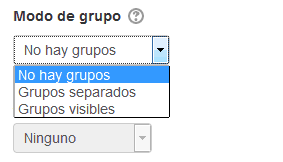 Modo de grupo
No hay grupos
No hay grupos
Grupos separados
Grupos visibles
Ninguno